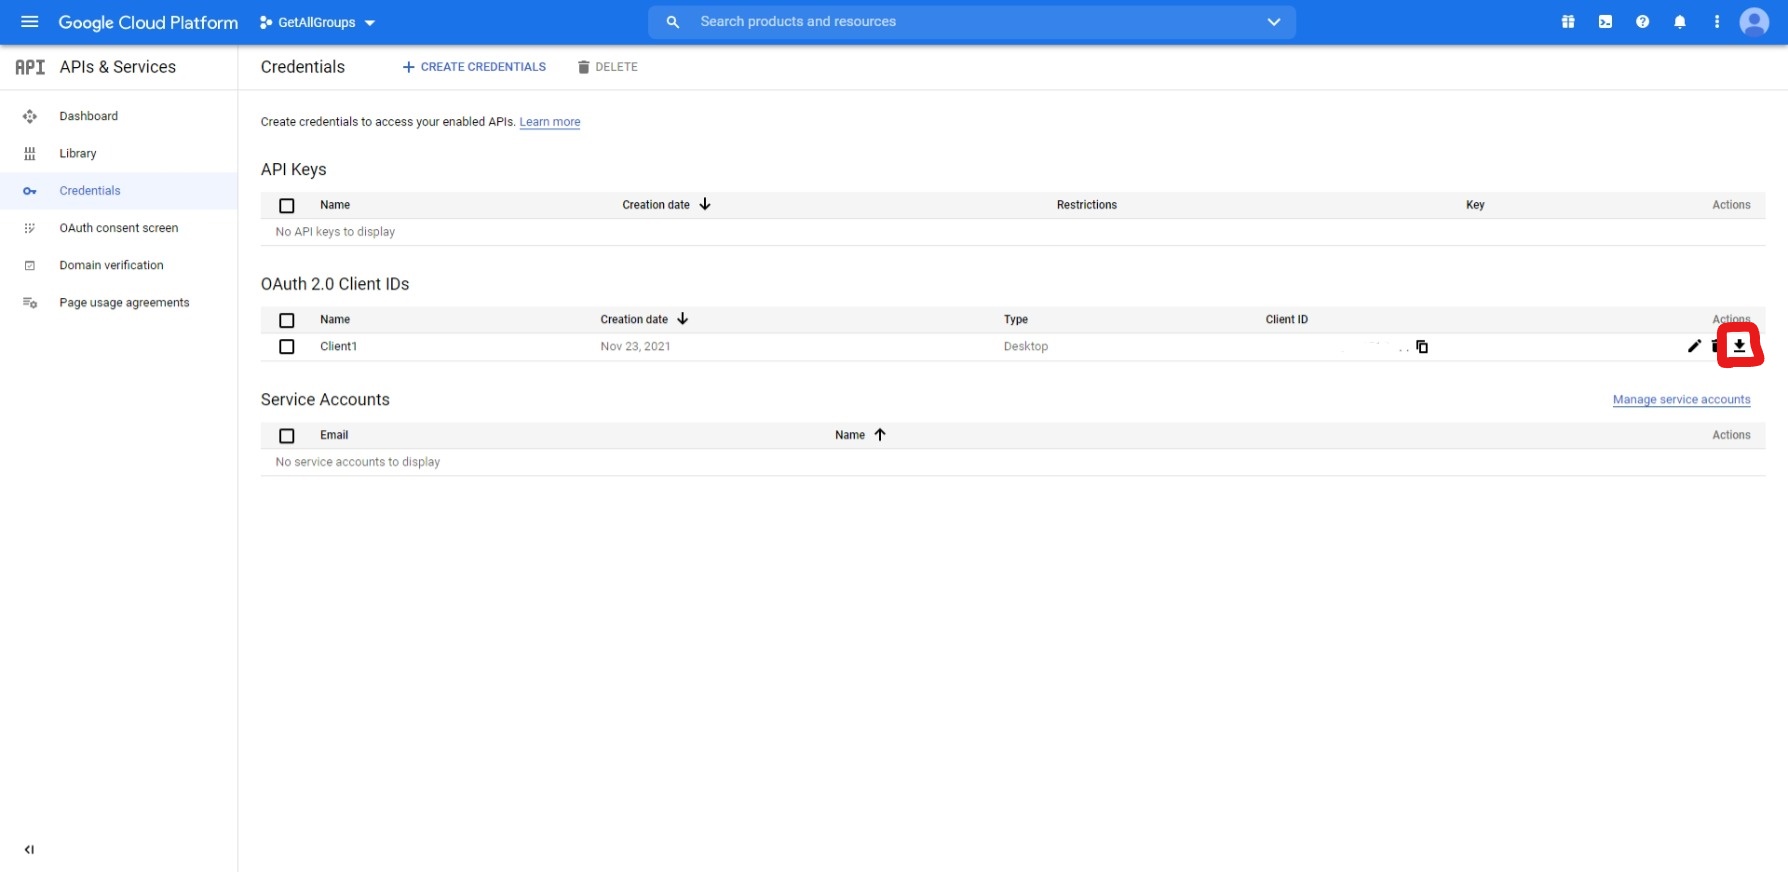 Google Cloud Platform GetAllGroups Search products and resources
API APIs & Services Credentials CREATE CREDENTIALS DELETE
Dashboard
Library
Credentials
OAuth consent screen
Domain verification
Page usage agreements
Create credentials to access your enabled APIs. Learn more
API Keys
Name Creation date Restrictions Key Actions
No API keys to display
OAuth 2.0 Client IDs
Name Creation date Type Client ID Actions
Client1 Nov 23, 2021 Desktop
Service Accounts Manage service accounts
Email Name Actions
No service accounts to display